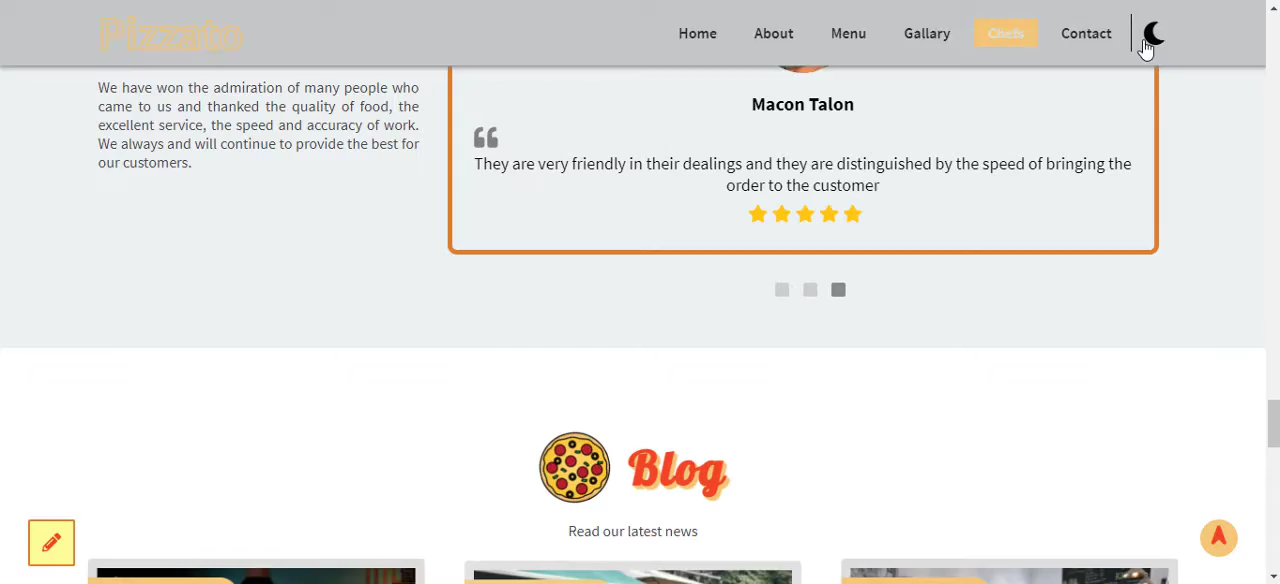 Pizzato
Home About Menu Gallary Chefs Contact
We have won the admiration of many people who
came to us and thanked the quality of food, the
excellent service, the speed and accuracy of work.
We always and will continue to provide the best for
our customers.
Macon Talon
They are very friendly in their dealings and they are distinguished by the speed of bringing the
order to the customer
Blog
Read our latest news